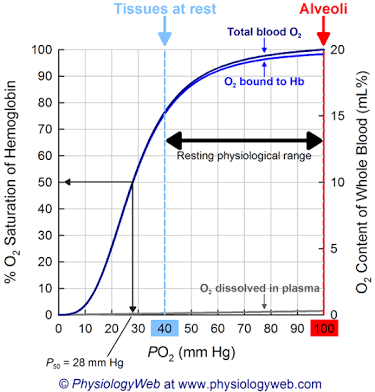 Tissues at rest
Alveoli
Total blood O₂
O₂ bound to Hb
Resting physiological range
O₂ dissolved in plasma
% O₂ Saturation of Hemoglobin
100
90
80
70
60
50
40
30
20
10
0
O₂ Content of Whole Blood (mL%)
20
15
10
5
0
0 10 20 30 40 50 60 70 80 90 100
P₅₀ = 28 mm Hg
PO₂ (mm Hg)
© PhysiologyWeb at www.physiologyweb.com